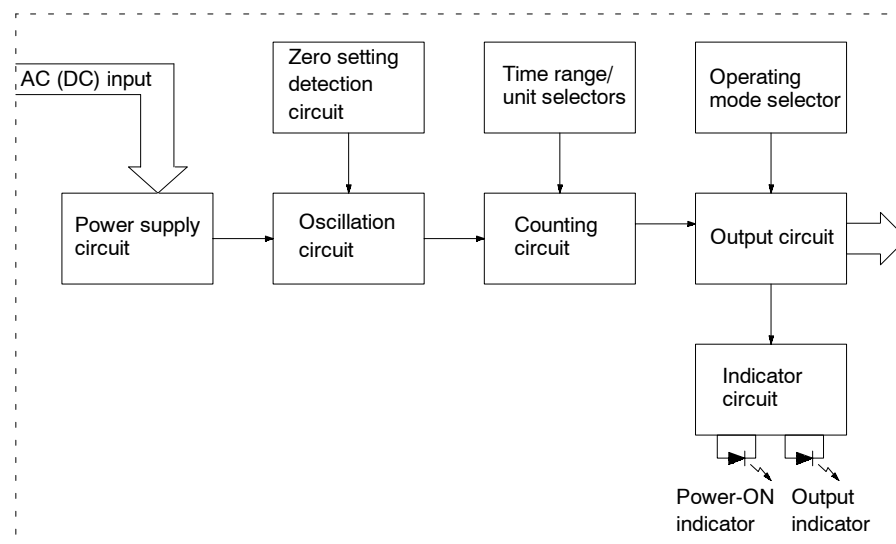 AC (DC) input
Zero setting
detection
circuit
Time range/
unit selectors
Operating
mode selector
Power supply
circuit
Oscillation
circuit
Counting
circuit
Output circuit
Indicator
circuit
Power-ON
indicator
Output
indicator